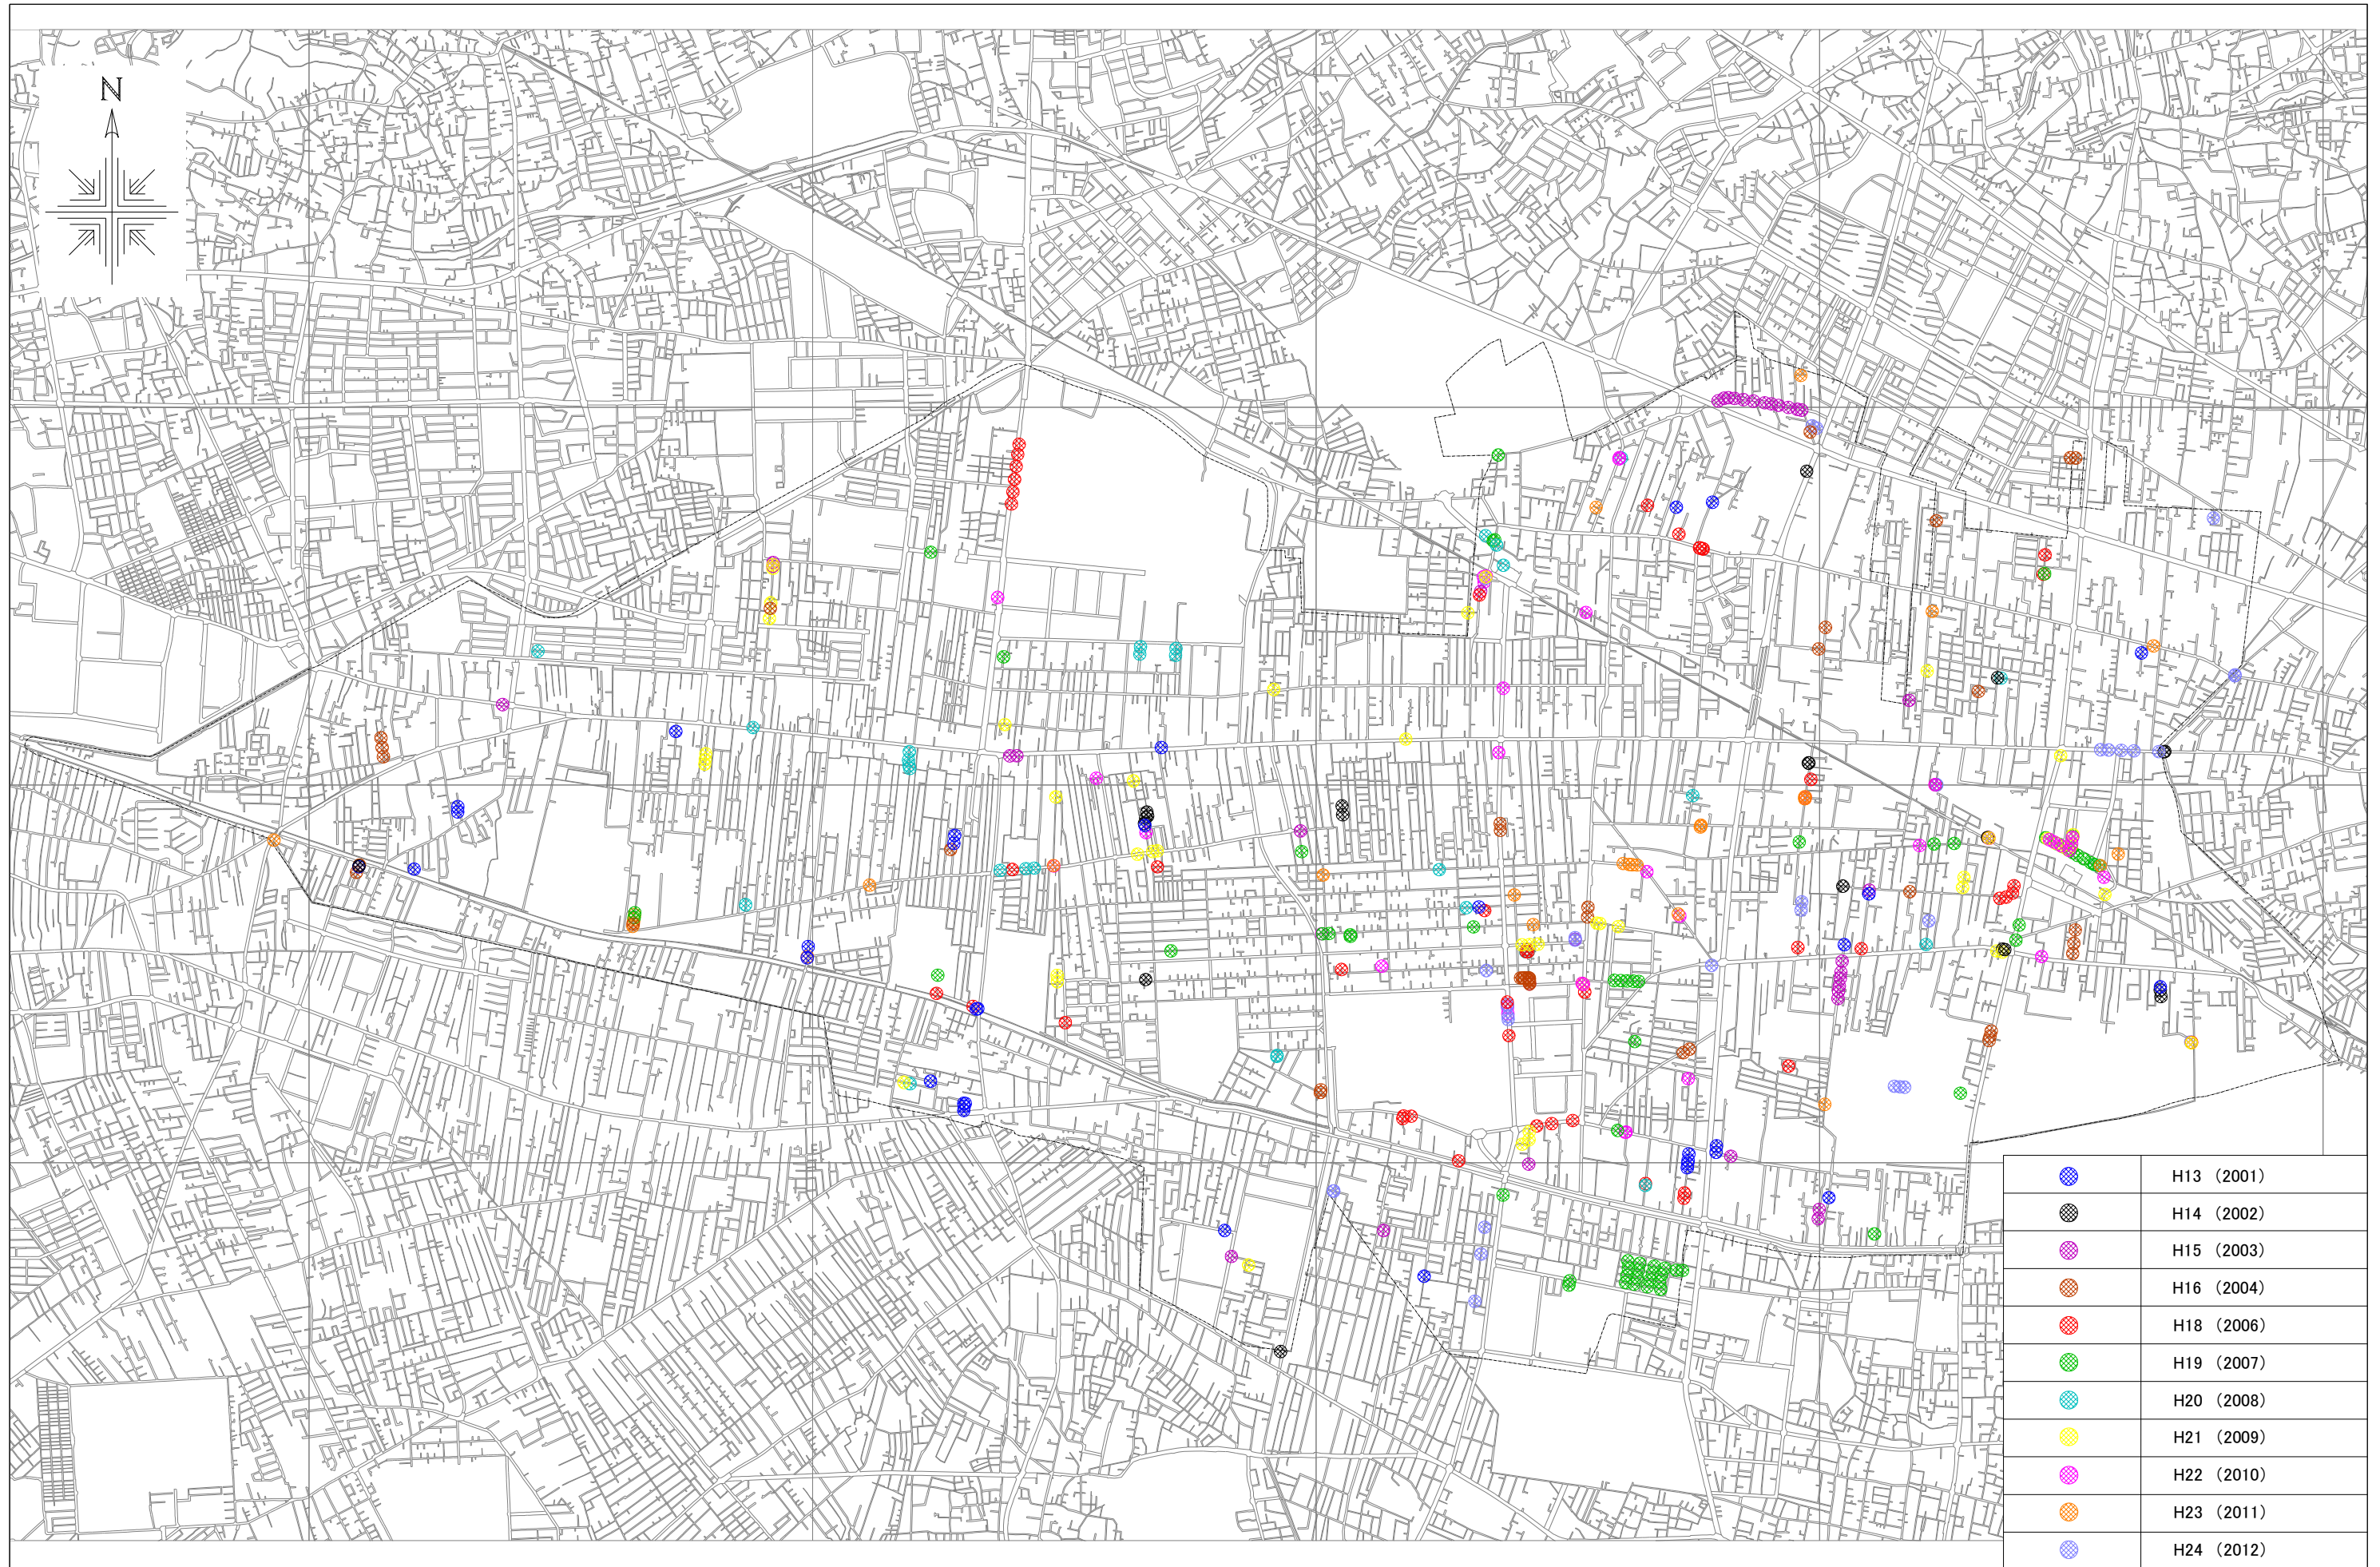 N
H13 （2001）
H14 （2002）
H15 （2003）
H16 （2004）
H18 （2006）
H19 （2007）
H20 （2008）
H21 （2009）
H22 （2010）
H23 （2011）
H24 （2012）